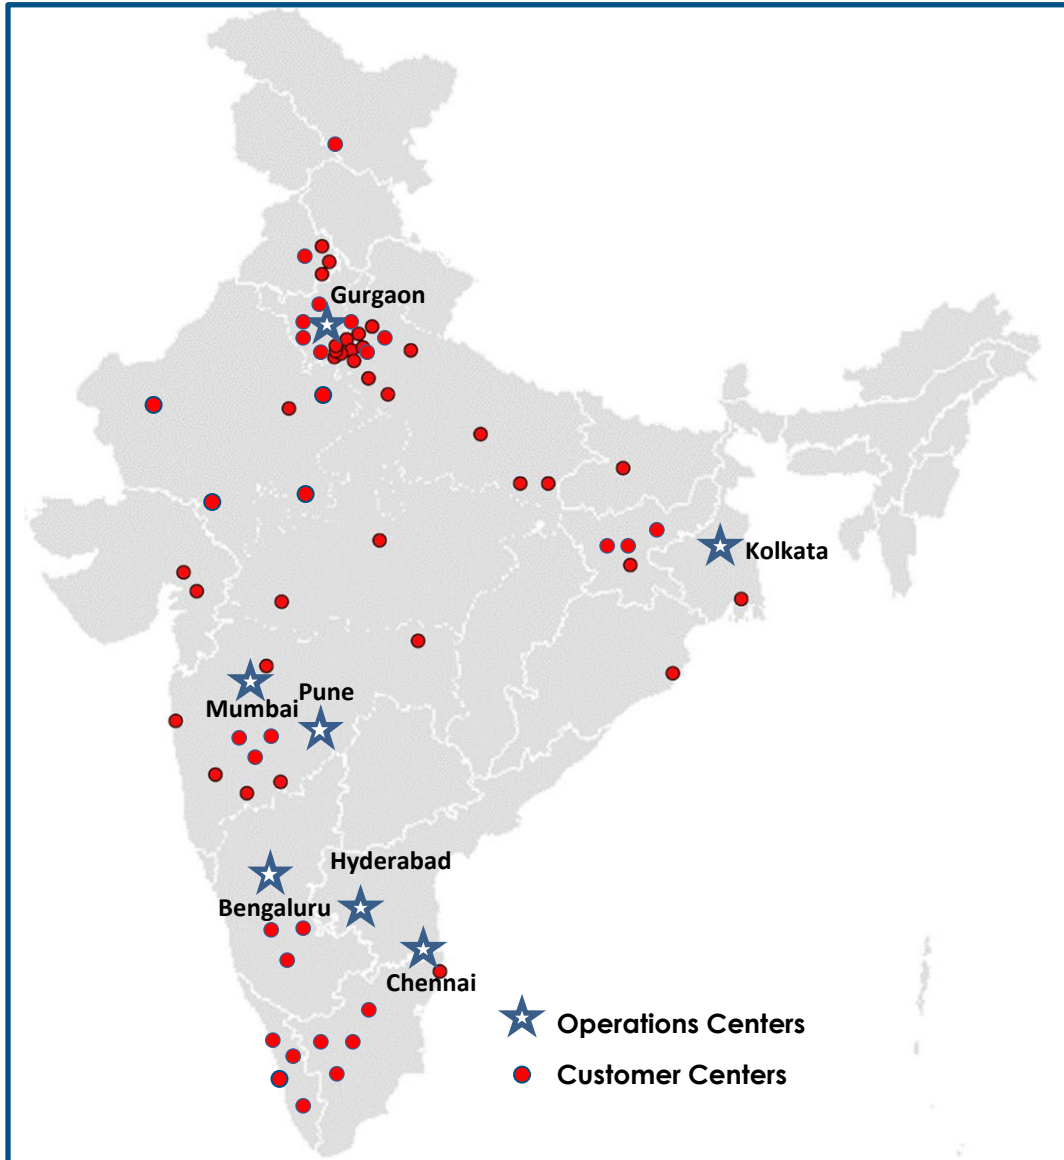 Gurgaon
Kolkata
Pune
Mumbai
Hyderabad
Bengaluru
Chennai
Operations Centers
Customer Centers